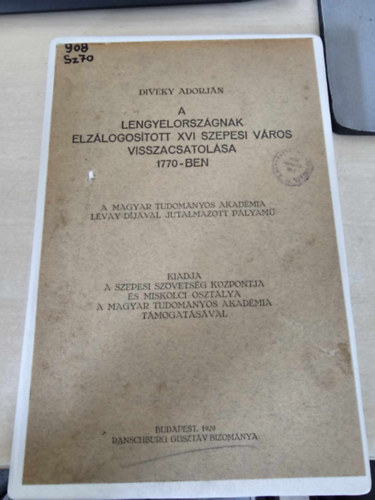 908
Sz70
DIVÉKY ADORJÁN
A
LENGYELORSZÁGNAK
ELZÁLOGOSÍTOTT XVI SZEPESI VÁROS
VISSZACSATOLÁSA
1770-BEN
A MAGYAR TUDOMÁNYOS AKADÉMIA
LÉVAY-DÍJÁVAL JUTALMAZOTT PÁLYAMŰ
KIADJA
A SZEPESI SZÖVETSÉG KÖZPONTJA
ÉS MISKOLCI OSZTÁLYA
A MAGYAR TUDOMÁNYOS AKADÉMIA
TÁMOGATÁSÁVAL
BUDAPEST, 1929
RANSCHBURG GUSZTÁV BIZOMÁNYA